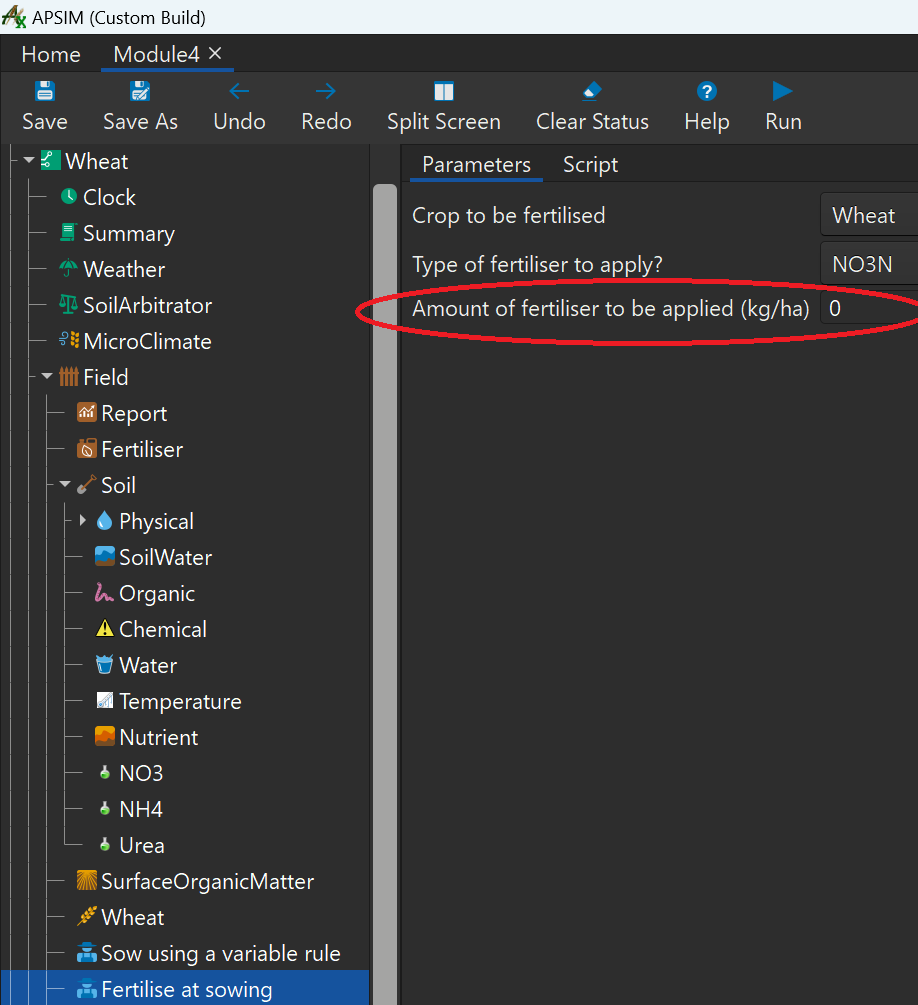 APSIM (Custom Build)
Home Module4 ×
Save Save As Undo Redo Split Screen Clear Status Help Run
Wheat
Clock
Summary
Weather
SoilArbitrator
MicroClimate
Field
Report
Fertiliser
Soil
Physical
SoilWater
Organic
Chemical
Water
Temperature
Nutrient
NO3
NH4
Urea
SurfaceOrganicMatter
Wheat
Sow using a variable rule
Fertilise at sowing
Parameters Script
Crop to be fertilised Wheat
Type of fertiliser to apply? NO3N
Amount of fertiliser to be applied (kg/ha) 0